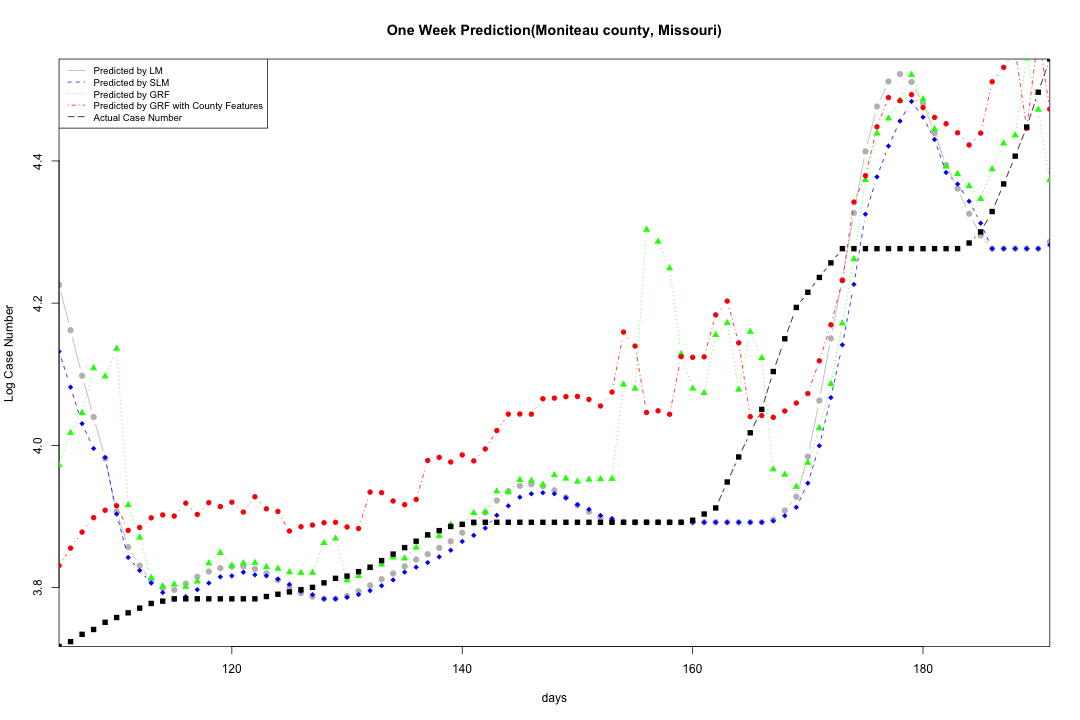 One Week Prediction(Moniteau county, Missouri)
Predicted by LM
Predicted by SLM
Predicted by GRF
Predicted by GRF with County Features
Actual Case Number
4.4
4.2
4.0
3.8
Log Case Number
120 140 160 180
days